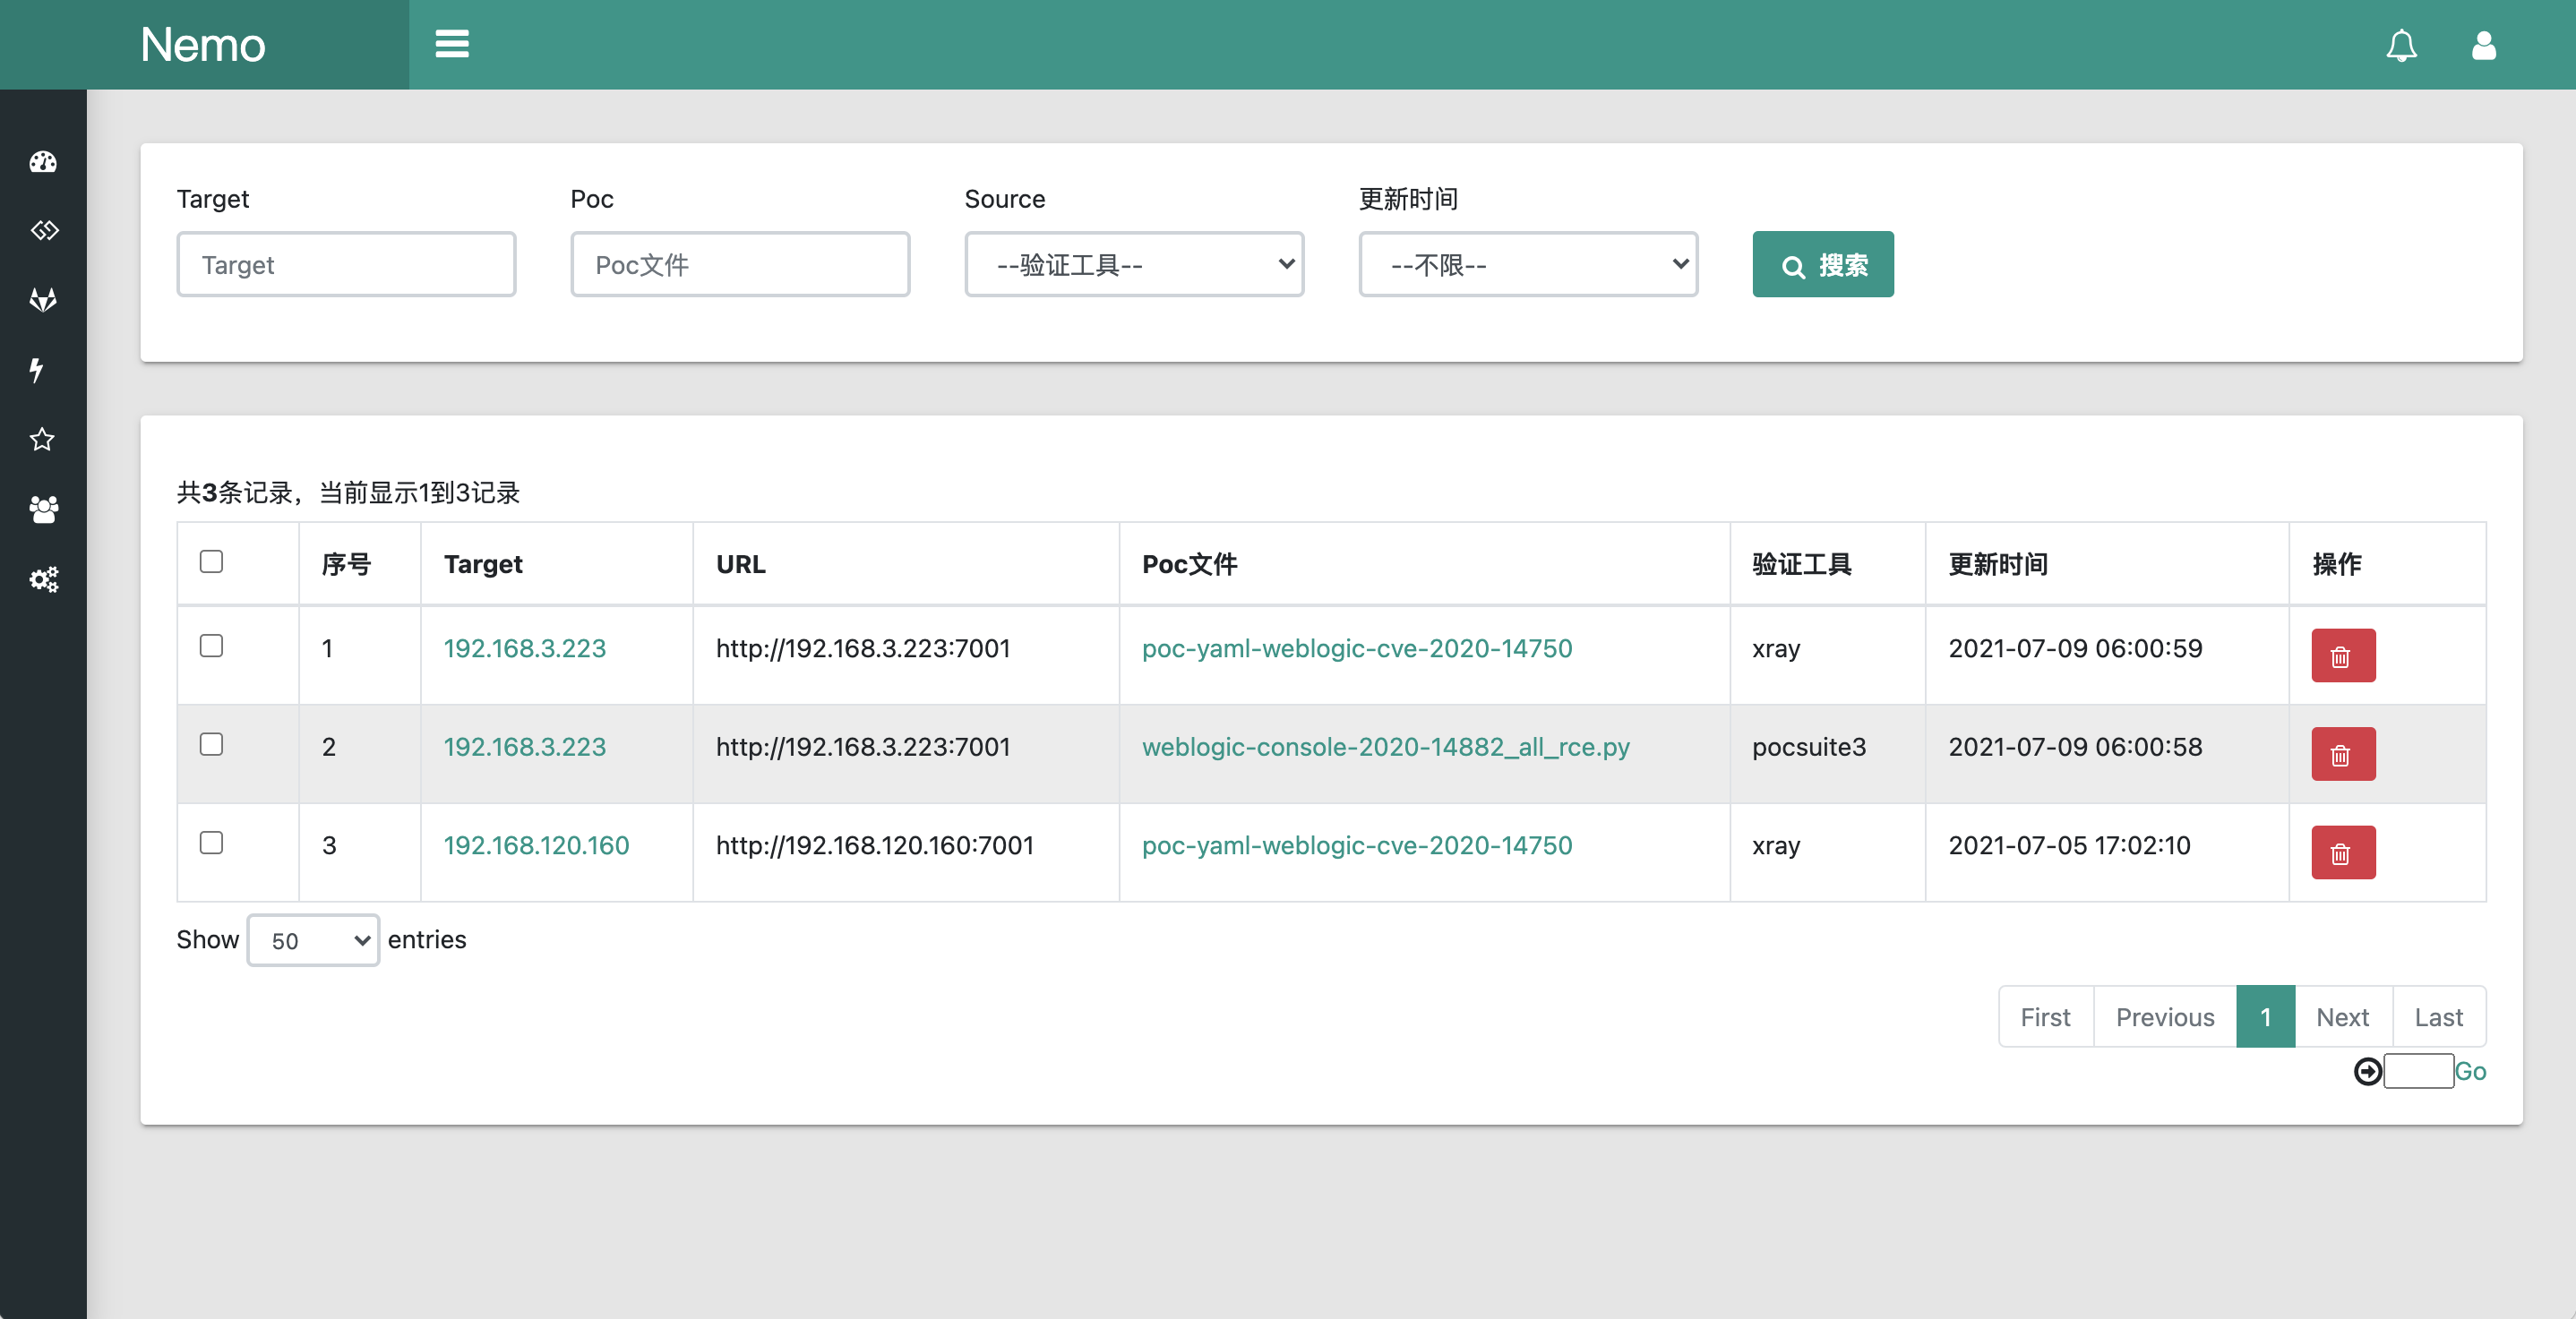 Nemo
Target Poc Source 更新时间
Target Poc文件 --验证工具-- --不限-- 搜索
共3条记录，当前显示1到3记录
序号 Target URL Poc文件 验证工具 更新时间 操作
1 192.168.3.223 http://192.168.3.223:7001 poc-yaml-weblogic-cve-2020-14750 xray 2021-07-09 06:00:59
2 192.168.3.223 http://192.168.3.223:7001 weblogic-console-2020-14882_all_rce.py pocsuite3 2021-07-09 06:00:58
3 192.168.120.160 http://192.168.120.160:7001 poc-yaml-weblogic-cve-2020-14750 xray 2021-07-05 17:02:10
Show 50 entries
First Previous 1 Next Last
Go